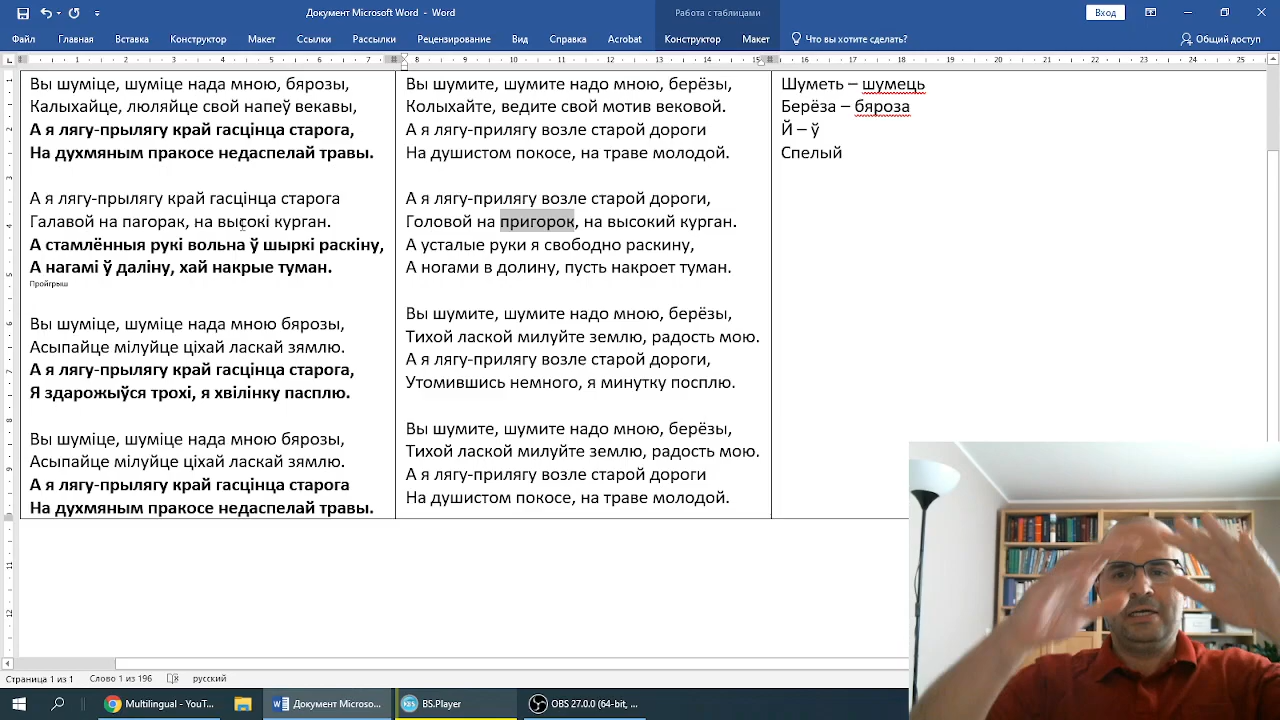 Документ Microsoft Word - Word
Работа с таблицами
Вход
Файл Главная Вставка Конструктор Макет Ссылки Рассылки Рецензирование Вид Справка Acrobat Конструктор Макет Что вы хотите сделать? Общий доступ
Вы шуміце, шуміце нада мною, бярозы,
Калыхайце, люляйце свой напеў векавы,
А я лягу-прылягу край гасцінца старога,
На духмяным пракосе недаспелай травы.
А я лягу-прылягу край гасцінца старога
Галавой на пагорак, на высокі курган.
А стамлённыя рукі вольна ў шыркі раскіну,
А нагамі ў даліну, хай накрые туман.
Пройгрыш
Вы шуміце, шуміце нада мною бярозы,
Асыпайце мілуйце ціхай ласкай зямлю.
А я лягу-прылягу край гасцінца старога,
Я здарожыўся трохі, я хвілінку пасплю.
Вы шуміце, шуміце нада мною бярозы,
Асыпайце мілуйце ціхай ласкай зямлю.
А я лягу-прылягу край гасцінца старога
На духмяным пракосе недаспелай травы.
Вы шумите, шумите надо мною, берёзы,
Колыхайте, ведите свой мотив вековой.
А я лягу-прилягу возле старой дороги
На душистом покосе, на траве молодой.
А я лягу-прилягу возле старой дороги,
Головой на пригорок, на высокий курган.
А усталые руки я свободно раскину,
А ногами в долину, пусть накроет туман.
Вы шумите, шумите надо мною, берёзы,
Тихой лаской милуйте землю, радость мою.
А я лягу-прилягу возле старой дороги,
Утомившись немного, я минутку посплю.
Вы шумите, шумите надо мною, берёзы,
Тихой лаской милуйте землю, радость мою.
А я лягу-прилягу возле старой дороги
На душистом покосе, на траве молодой.
Шуметь – шумець
Берёза – бяроза
Й – ў
Спелый
Страница 1 из 1 Слово 1 из 196 русский
Multilingual - YouT... Документ Microso... BS.Player OBS 27.0.0 (64-bit, ...